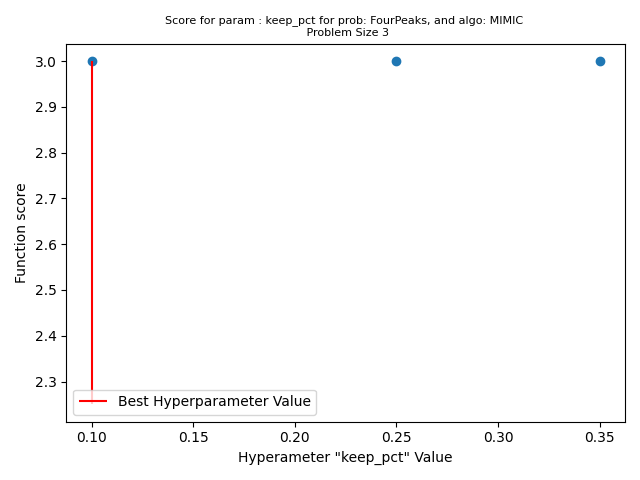 Score for param : keep_pct for prob: FourPeaks, and algo: MIMIC
Problem Size 3
3.0
2.9
2.8
2.7
2.6
2.5
2.4
2.3
Function score
Best Hyperparameter Value
0.10
0.15
0.20
0.25
0.30
0.35
Hyperameter "keep_pct" Value